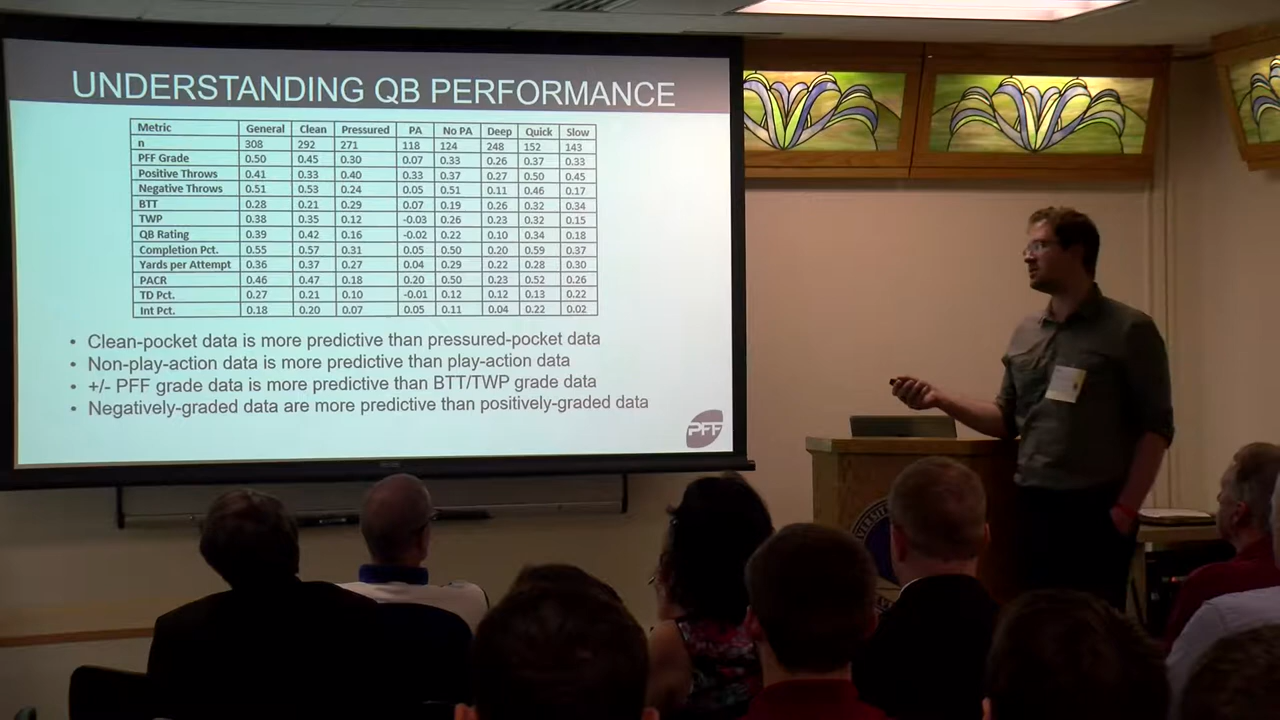 UNDERSTANDING QB PERFORMANCE
Metric General Clean Pressured PA No PA Deep Quick Slow
n 308 292 271 118 124 248 152 143
PFF Grade 0.50 0.45 0.30 0.07 0.33 0.26 0.37 0.33
Positive Throws 0.41 0.33 0.40 0.33 0.37 0.27 0.50 0.45
Negative Throws 0.51 0.53 0.24 0.05 0.51 0.11 0.46 0.17
BTT 0.28 0.21 0.29 0.07 0.19 0.26 0.32 0.34
TWP 0.38 0.35 0.12 -0.03 0.26 0.23 0.32 0.15
QB Rating 0.39 0.42 0.16 -0.02 0.22 0.10 0.34 0.18
Completion Pct. 0.55 0.57 0.31 0.05 0.50 0.20 0.59 0.37
Yards per Attempt 0.36 0.37 0.27 0.04 0.29 0.22 0.28 0.30
PACR 0.46 0.47 0.18 0.20 0.50 0.23 0.52 0.26
TD Pct. 0.27 0.21 0.10 -0.01 0.12 0.12 0.13 0.22
Int Pct. 0.18 0.20 0.07 0.05 0.11 0.04 0.22 0.02
• Clean-pocket data is more predictive than pressured-pocket data
• Non-play-action data is more predictive than play-action data
• +/- PFF grade data is more predictive than BTT/TWP grade data
• Negatively-graded data are more predictive than positively-graded data
PFF